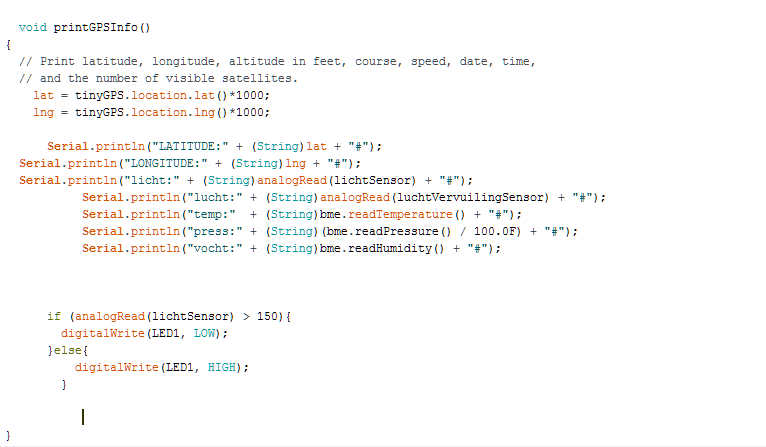 void printGPSInfo()
{
// Print latitude, longitude, altitude in feet, course, speed, date, time,
// and the number of visible satellites.
lat = tinyGPS.location.lat()*1000;
lng = tinyGPS.location.lng()*1000;
Serial.println("LATITUDE:" + (String)lat + "#");
Serial.println("LONGITUDE:" + (String)lng + "#");
Serial.println("licht:" + (String)analogRead(lichtSensor) + "#");
Serial.println("lucht:" + (String)analogRead(luchtVervuilingSensor) + "#");
Serial.println("temp:"  + (String)bme.readTemperature() + "#");
Serial.println("press:" + (String)(bme.readPressure() / 100.0F) + "#");
Serial.println("vocht:" + (String)bme.readHumidity() + "#");
if (analogRead(lichtSensor) > 150){
digitalWrite(LED1, LOW);
}else{
digitalWrite(LED1, HIGH);
}
}